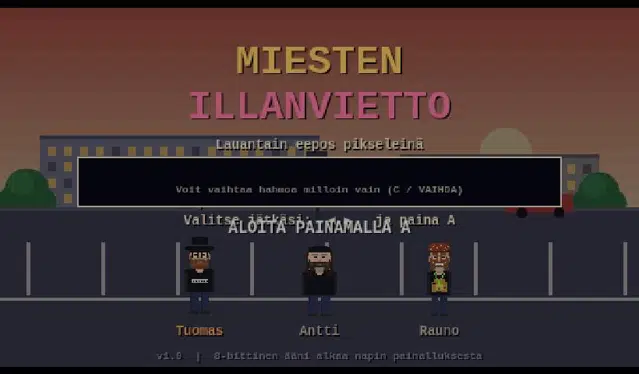 MIESTEN
ILLANVIETTO
Lauantain eepos pikseleinä
Voit vaihtaa hahmoa milloin vain (C / VAIHDA)
Valitse jätkäsi: ◄ ► ja paina A
ALOITA PAINAMALLA A
Tuomas
Antti
Rauno
v1.0 | 8-bittinen ääni alkaa napin painalluksesta